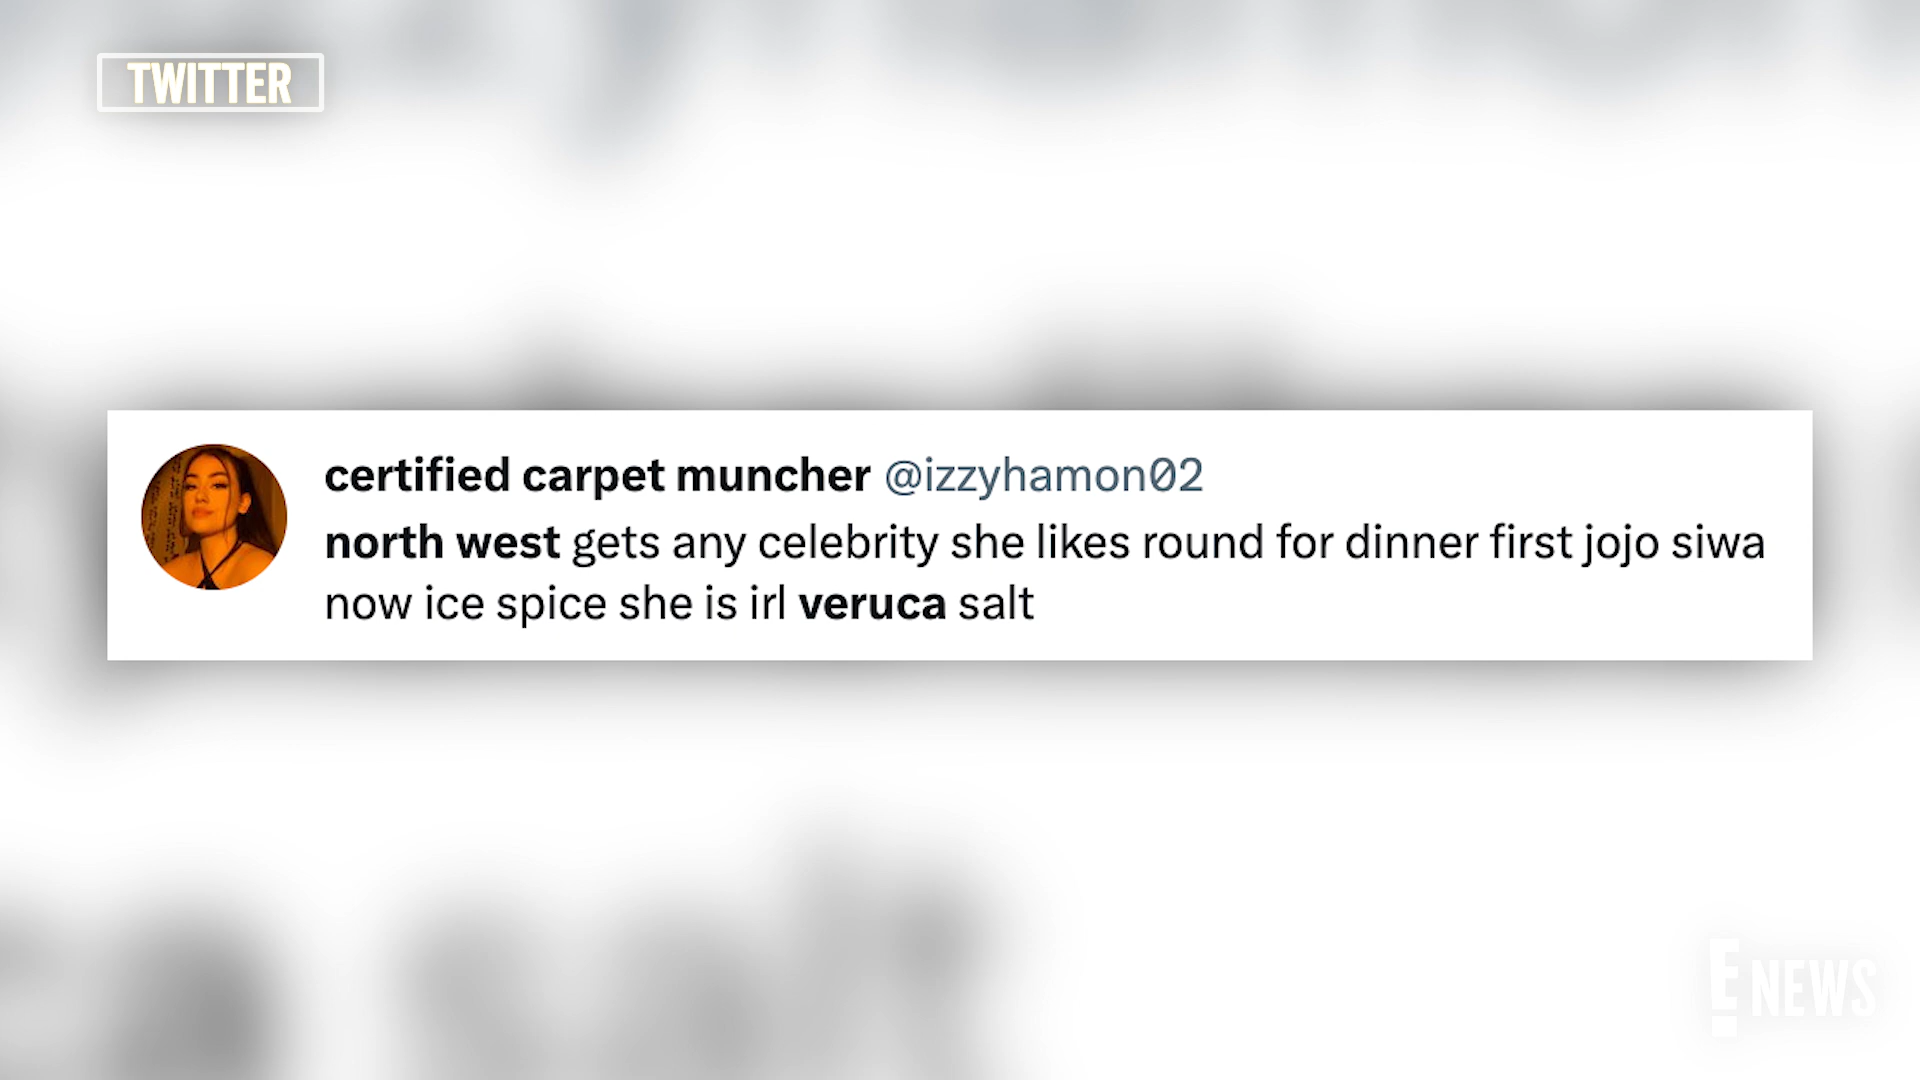 TWITTER
certified carpet muncher @izzyhamon02
north west gets any celebrity she likes round for dinner first jojo siwa
now ice spice she is irl veruca salt
E NEWS